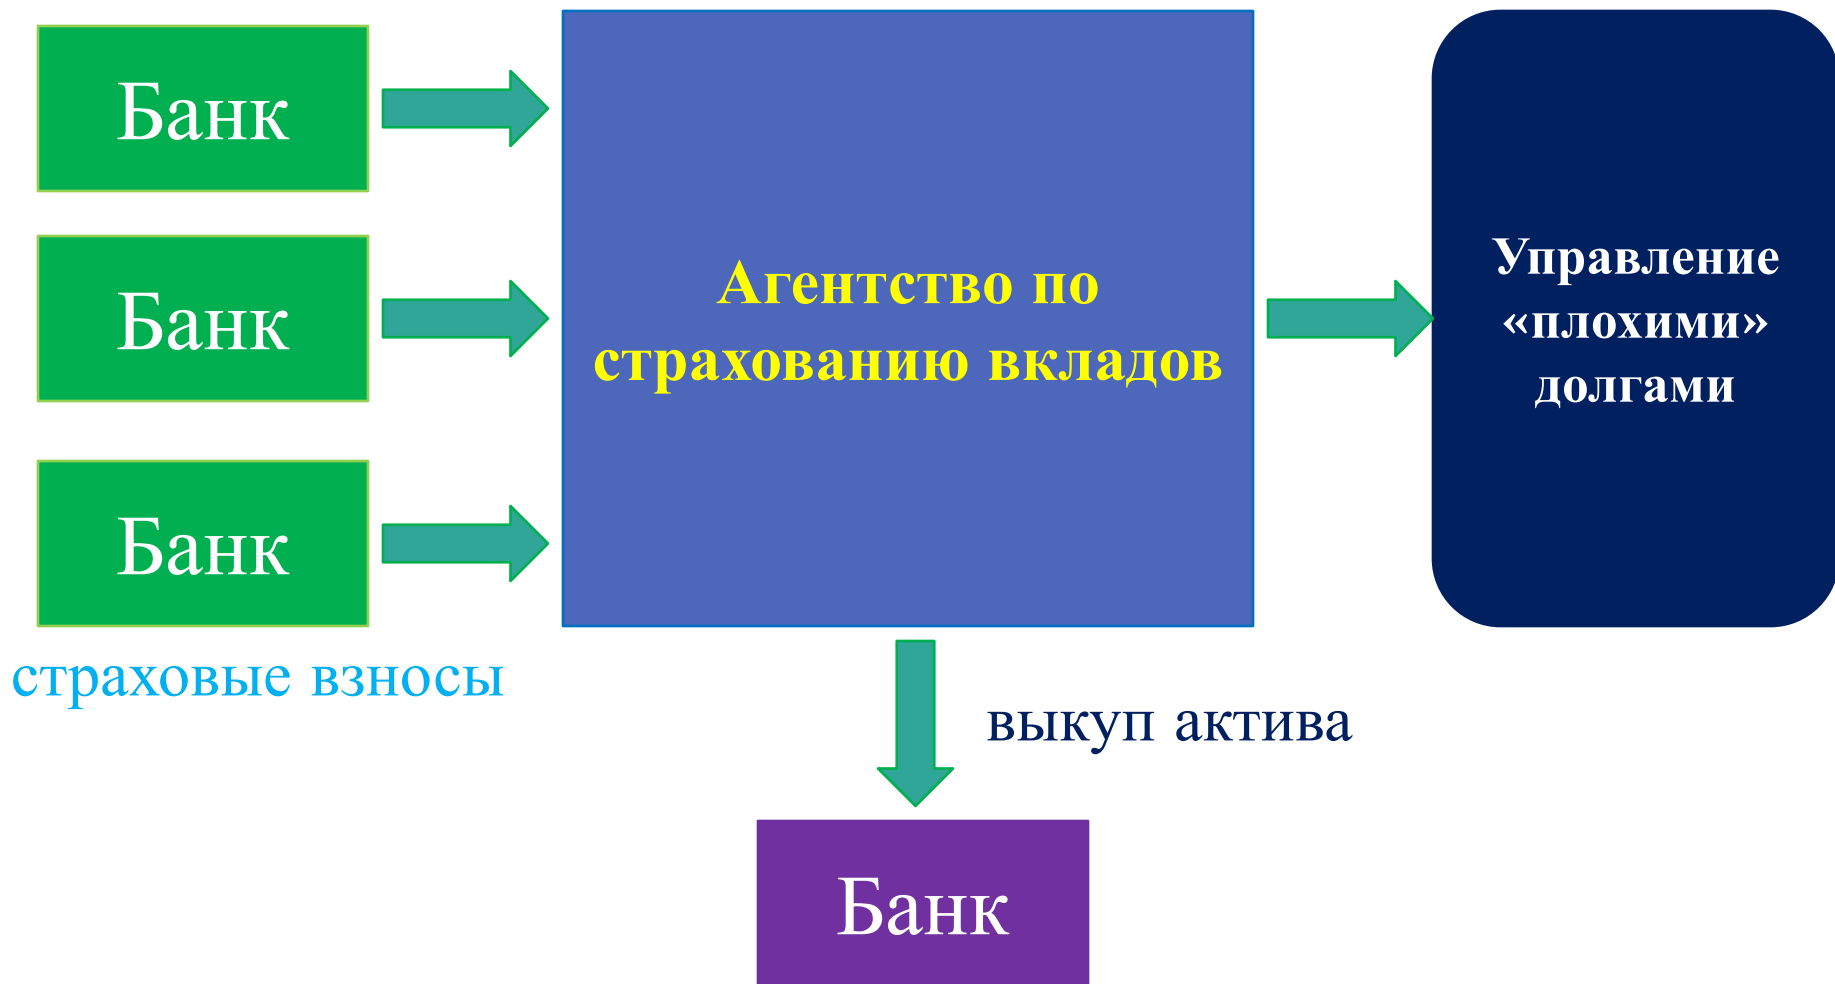 Банк
Банк
Банк
страховые взносы
Агентство по
страхованию вкладов
Управление
«плохими»
долгами
выкуп актива
Банк